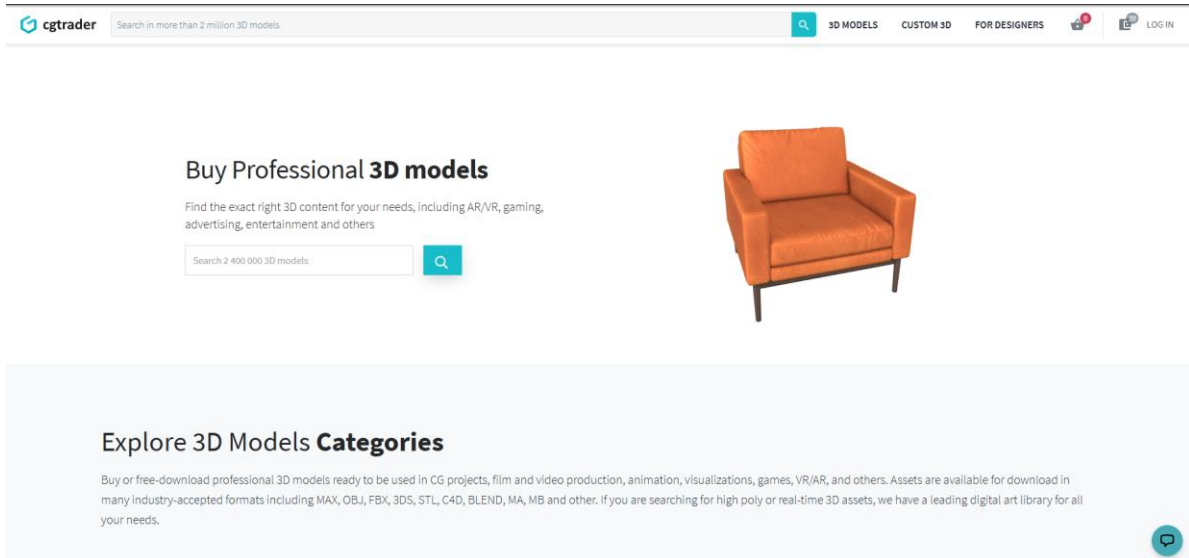 cgtrader
Search in more than 2 million 3D models
3D MODELS
CUSTOM 3D
FOR DESIGNERS
0
LOG IN
Buy Professional 3D models
Find the exact right 3D content for your needs, including AR/VR, gaming,
advertising, entertainment and others
Search 2 400 000 3D models
Explore 3D Models Categories
Buy or free-download professional 3D models ready to be used in CG projects, film and video production, animation, visualizations, games, VR/AR, and others. Assets are available for download in
many industry-accepted formats including MAX, OBJ, FBX, 3DS, STL, C4D, BLEND, MA, MB and other. If you are searching for high poly or real-time 3D assets, we have a leading digital art library for all
your needs.